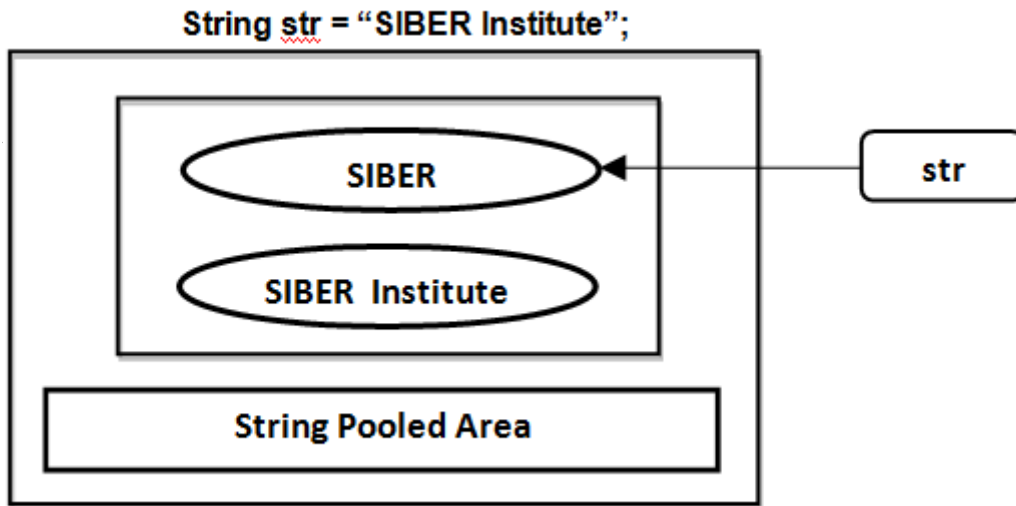 String str = “SIBER Institute”;
SIBER
str
SIBER Institute
String Pooled Area